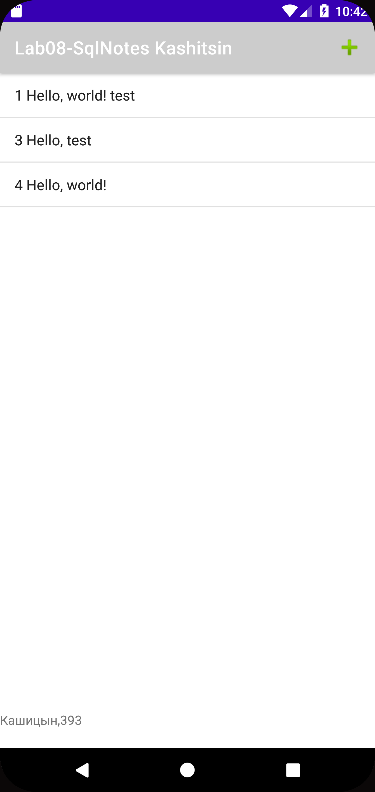 10:42
Lab08-SqlNotes Kashitsin
1 Hello, world! test
3 Hello, test
4 Hello, world!
Кашицын,393